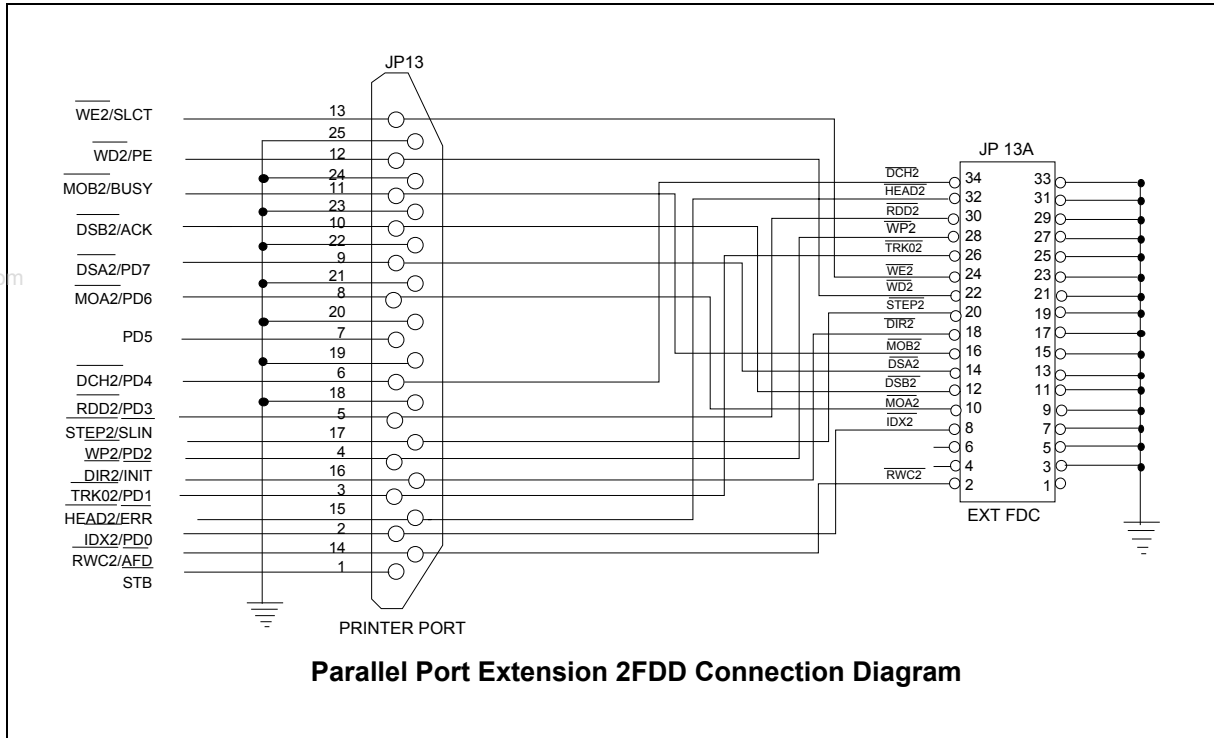 JP13
WE2/SLCT 13
25
WD2/PE 12
24
MOB2/BUSY 11
23
DSB2/ACK 10
22
DSA2/PD7 9
21
MOA2/PD6 8
20
PD5 7
19
DCH2/PD4 6
18
RDD2/PD3 5
STEP2/SLIN 17
WP2/PD2 4
DIR2/INIT 16
TRK02/PD1 3
HEAD2/ERR 15
IDX2/PD0 2
RWC2/AFD 14
STB 1
PRINTER PORT
JP 13A
DCH2 34 33
HEAD2 32 31
RDD2 30 29
WP2 28 27
TRK02 26 25
WE2 24 23
WD2 22 21
STEP2 20 19
DIR2 18 17
MOB2 16 15
DSA2 14 13
DSB2 12 11
MOA2 10 9
IDX2 8 7
6 5
4 3
RWC2 2 1
EXT FDC
Parallel Port Extension 2FDD Connection Diagram
om